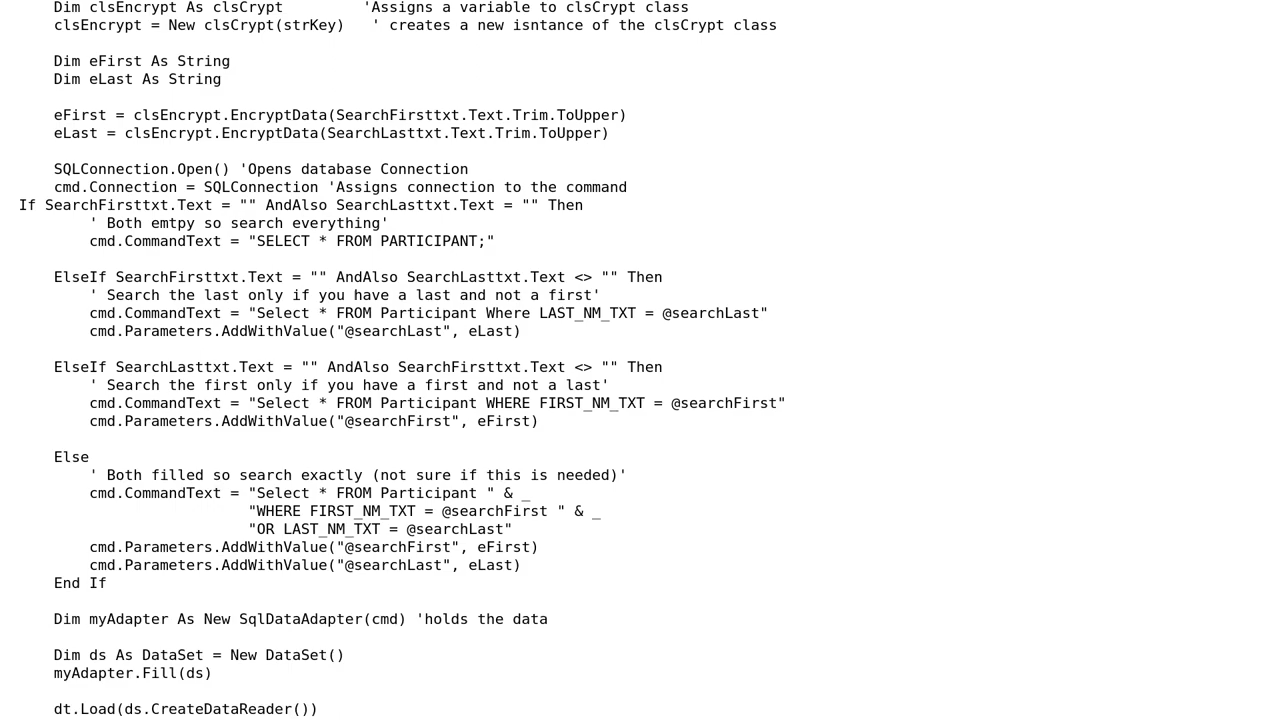 Dim clsEncrypt As clsCrypt         'Assigns a variable to clsCrypt class
    clsEncrypt = New clsCrypt(strKey)   ' creates a new isntance of the clsCrypt class

    Dim eFirst As String
    Dim eLast As String

    eFirst = clsEncrypt.EncryptData(SearchFirsttxt.Text.Trim.ToUpper)
    eLast = clsEncrypt.EncryptData(SearchLasttxt.Text.Trim.ToUpper)

    SQLConnection.Open() 'Opens database Connection
    cmd.Connection = SQLConnection 'Assigns connection to the command
If SearchFirsttxt.Text = "" AndAlso SearchLasttxt.Text = "" Then
        ' Both emtpy so search everything'
        cmd.CommandText = "SELECT * FROM PARTICIPANT;"

    ElseIf SearchFirsttxt.Text = "" AndAlso SearchLasttxt.Text <> "" Then
        ' Search the last only if you have a last and not a first'
        cmd.CommandText = "Select * FROM Participant Where LAST_NM_TXT = @searchLast"
        cmd.Parameters.AddWithValue("@searchLast", eLast)

    ElseIf SearchLasttxt.Text = "" AndAlso SearchFirsttxt.Text <> "" Then
        ' Search the first only if you have a first and not a last'
        cmd.CommandText = "Select * FROM Participant WHERE FIRST_NM_TXT = @searchFirst"
        cmd.Parameters.AddWithValue("@searchFirst", eFirst)

    Else
        ' Both filled so search exactly (not sure if this is needed)'
        cmd.CommandText = "Select * FROM Participant " & _
                          "WHERE FIRST_NM_TXT = @searchFirst " & _
                          "OR LAST_NM_TXT = @searchLast"
        cmd.Parameters.AddWithValue("@searchFirst", eFirst)
        cmd.Parameters.AddWithValue("@searchLast", eLast)
    End If

    Dim myAdapter As New SqlDataAdapter(cmd) 'holds the data

    Dim ds As DataSet = New DataSet()
    myAdapter.Fill(ds)

    dt.Load(ds.CreateDataReader())